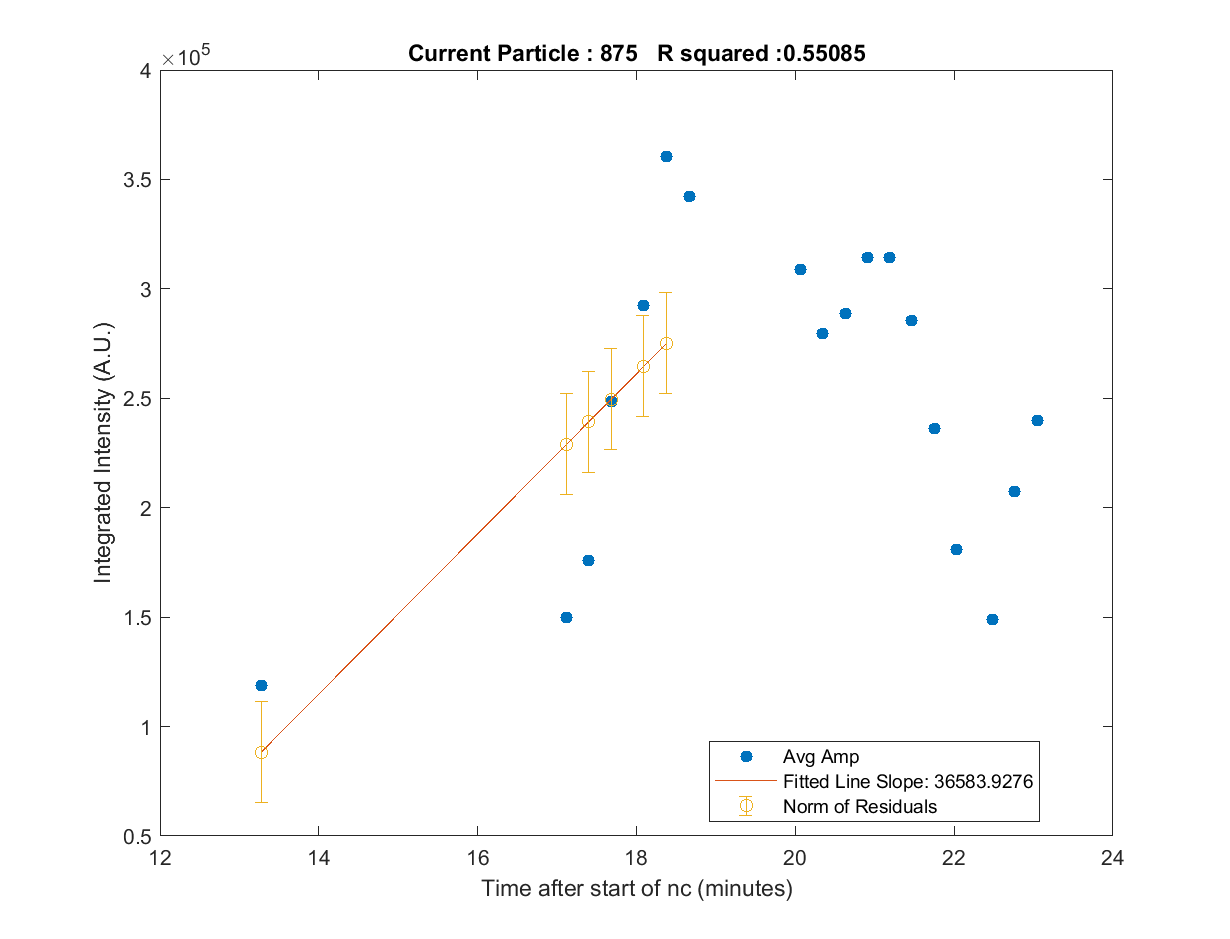 Current Particle : 875   R squared :0.55085
×10^5
4
3.5
3
2.5
2
1.5
1
0.5
Integrated Intensity (A.U.)
Avg Amp
Fitted Line Slope: 36583.9276
Norm of Residuals
12 14 16 18 20 22 24
Time after start of nc (minutes)